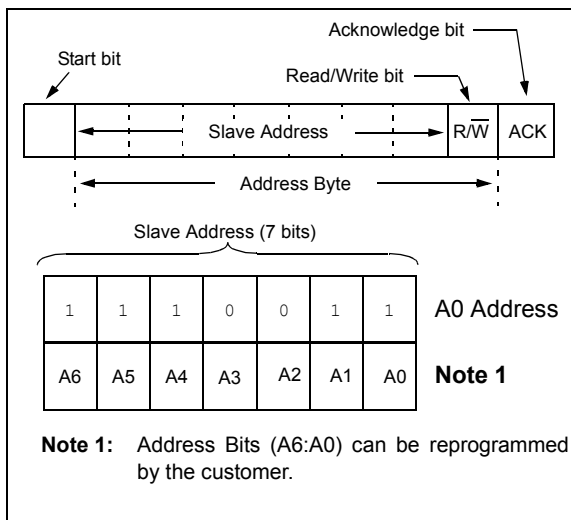 Acknowledge bit
Start bit
Read/Write bit
Slave Address
R/W̅
ACK
Address Byte
Slave Address (7 bits)
1 1 1 0 0 1 1 A0 Address
A6 A5 A4 A3 A2 A1 A0 Note 1
Note 1: Address Bits (A6:A0) can be reprogrammed
by the customer.